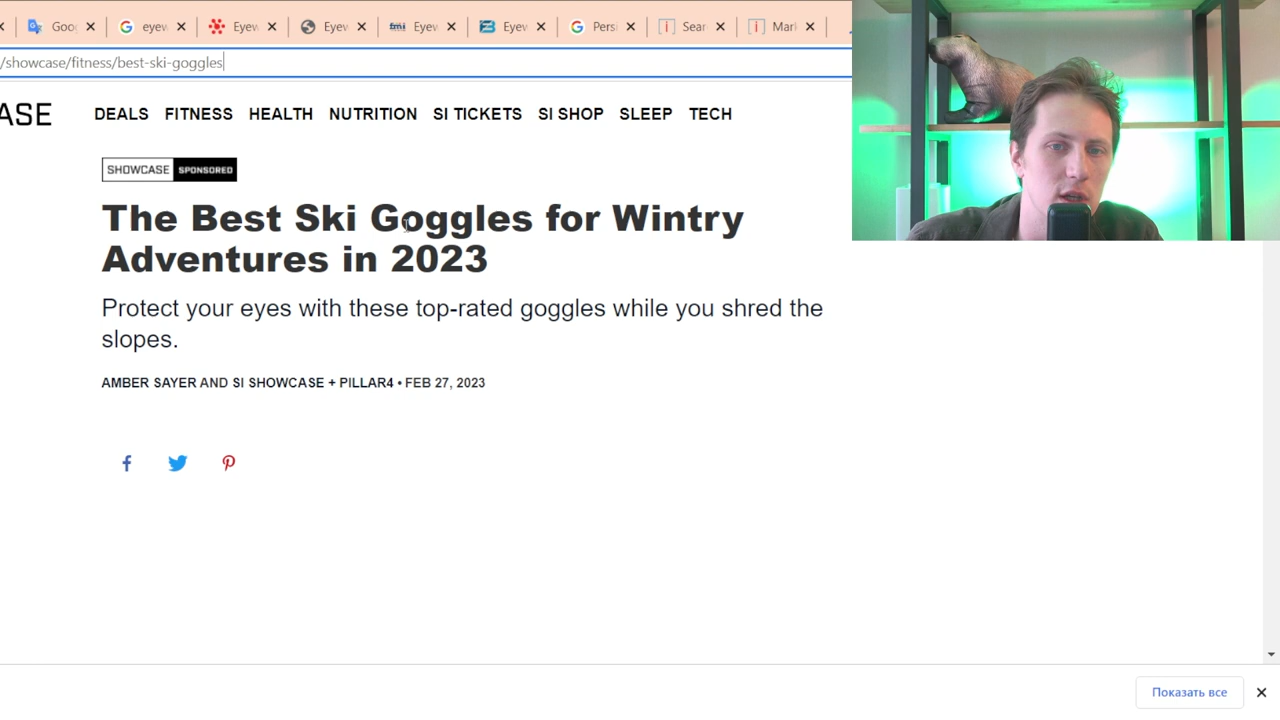 Goo
eyew
Eyew
Eyew
fmi
Eyew
Eyew
Persi
Sear
Mark
/showcase/fitness/best-ski-goggles
ASE
DEALS FITNESS HEALTH NUTRITION SI TICKETS SI SHOP SLEEP TECH
SHOWCASE SPONSORED
The Best Ski Goggles for Wintry
Adventures in 2023
Protect your eyes with these top-rated goggles while you shred the
slopes.
AMBER SAYER AND SI SHOWCASE + PILLAR4 • FEB 27, 2023
Показать все